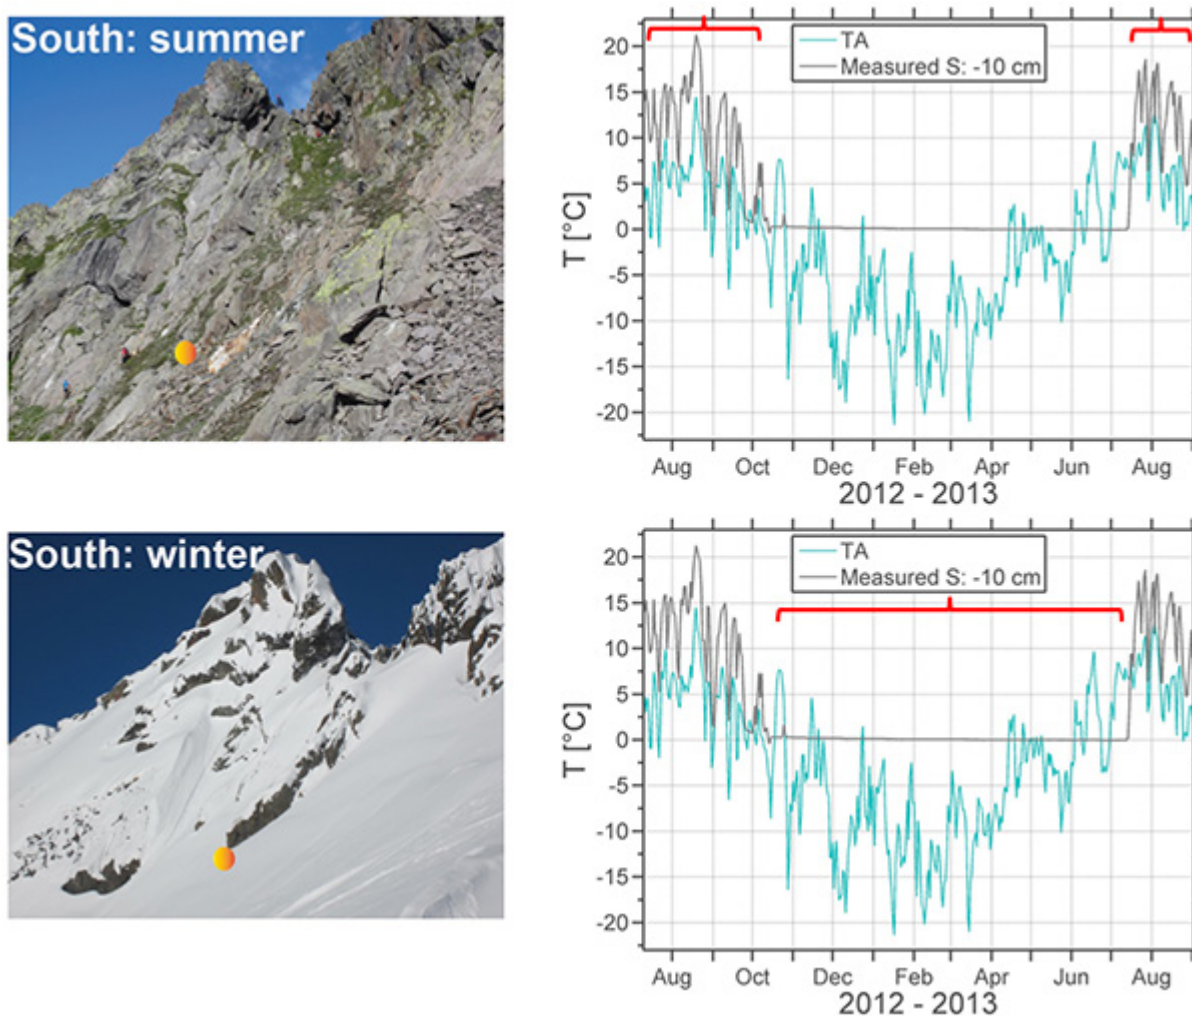 South: summer
TA
Measured S: -10 cm
T [°C]
20
15
10
5
0
-5
-10
-15
-20
Aug Oct Dec Feb Apr Jun Aug
2012 - 2013
South: winter
TA
Measured S: -10 cm
T [°C]
20
15
10
5
0
-5
-10
-15
-20
Aug Oct Dec Feb Apr Jun Aug
2012 - 2013